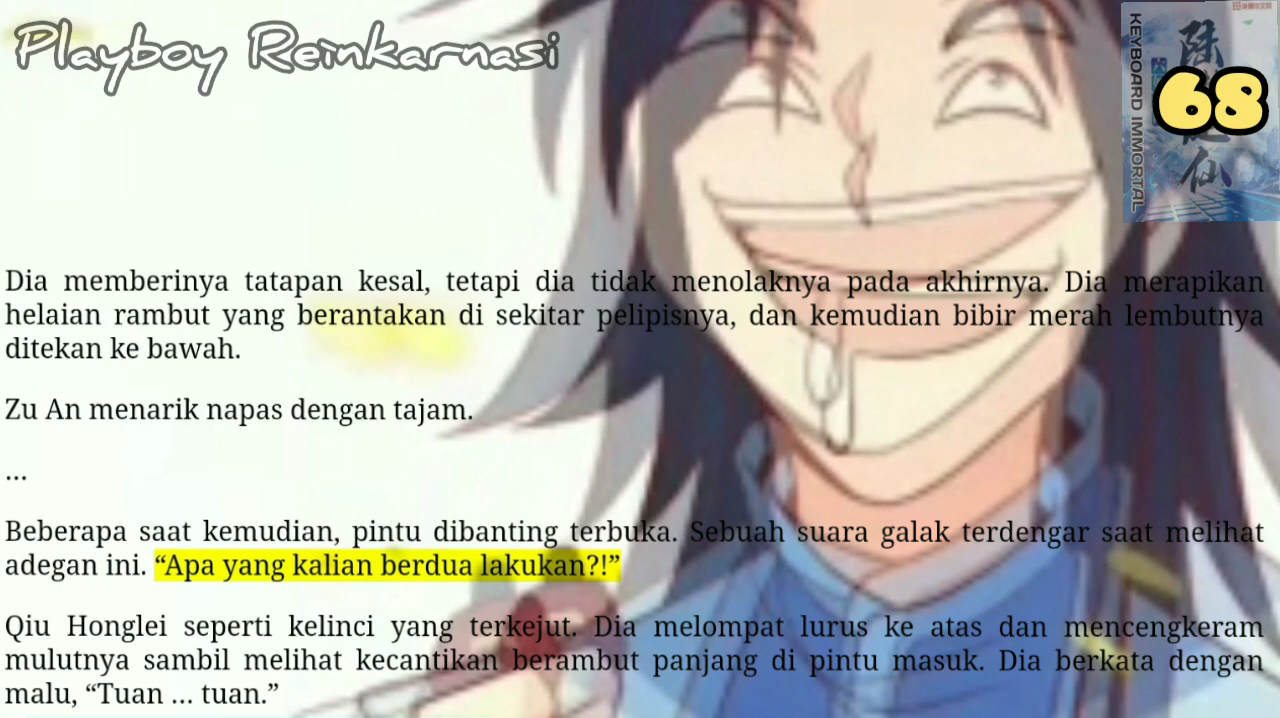 Playboy Reinkarnasi
KEYBOARD IMMORTAL
68
Dia memberinya tatapan kesal, tetapi dia tidak menolaknya pada akhirnya. Dia merapikan
helaian rambut yang berantakan di sekitar pelipisnya, dan kemudian bibir merah lembutnya
ditekan ke bawah.
Zu An menarik napas dengan tajam.
...
Beberapa saat kemudian, pintu dibanting terbuka. Sebuah suara galak terdengar saat melihat
adegan ini. “Apa yang kalian berdua lakukan?!”
Qiu Honglei seperti kelinci yang terkejut. Dia melompat lurus ke atas dan mencengkeram
mulutnya sambil melihat kecantikan berambut panjang di pintu masuk. Dia berkata dengan
malu, “Tuan ... tuan.”